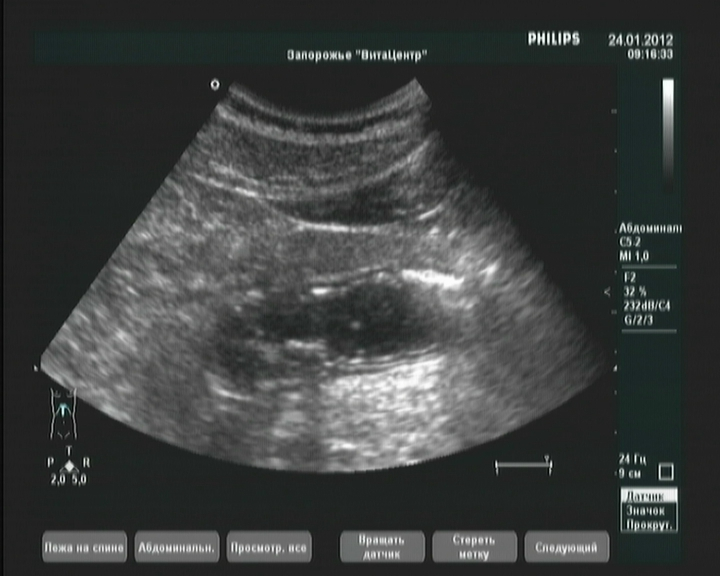 PHILIPS
24.01.2012
09:16:33
Запорожье "ВитаЦентр"
Абдоминал
C5-2
MI 1,0
F2
32 %
232dB/C4
G/2/3
24 Гц
9 см
T
P R
2,0 5,0
V
Датчик
Значок
Прокрут.
Лежа на спине
Абдоминальн.
Просмотр. все
Вращать
датчик
Стереть
метку
Следующий